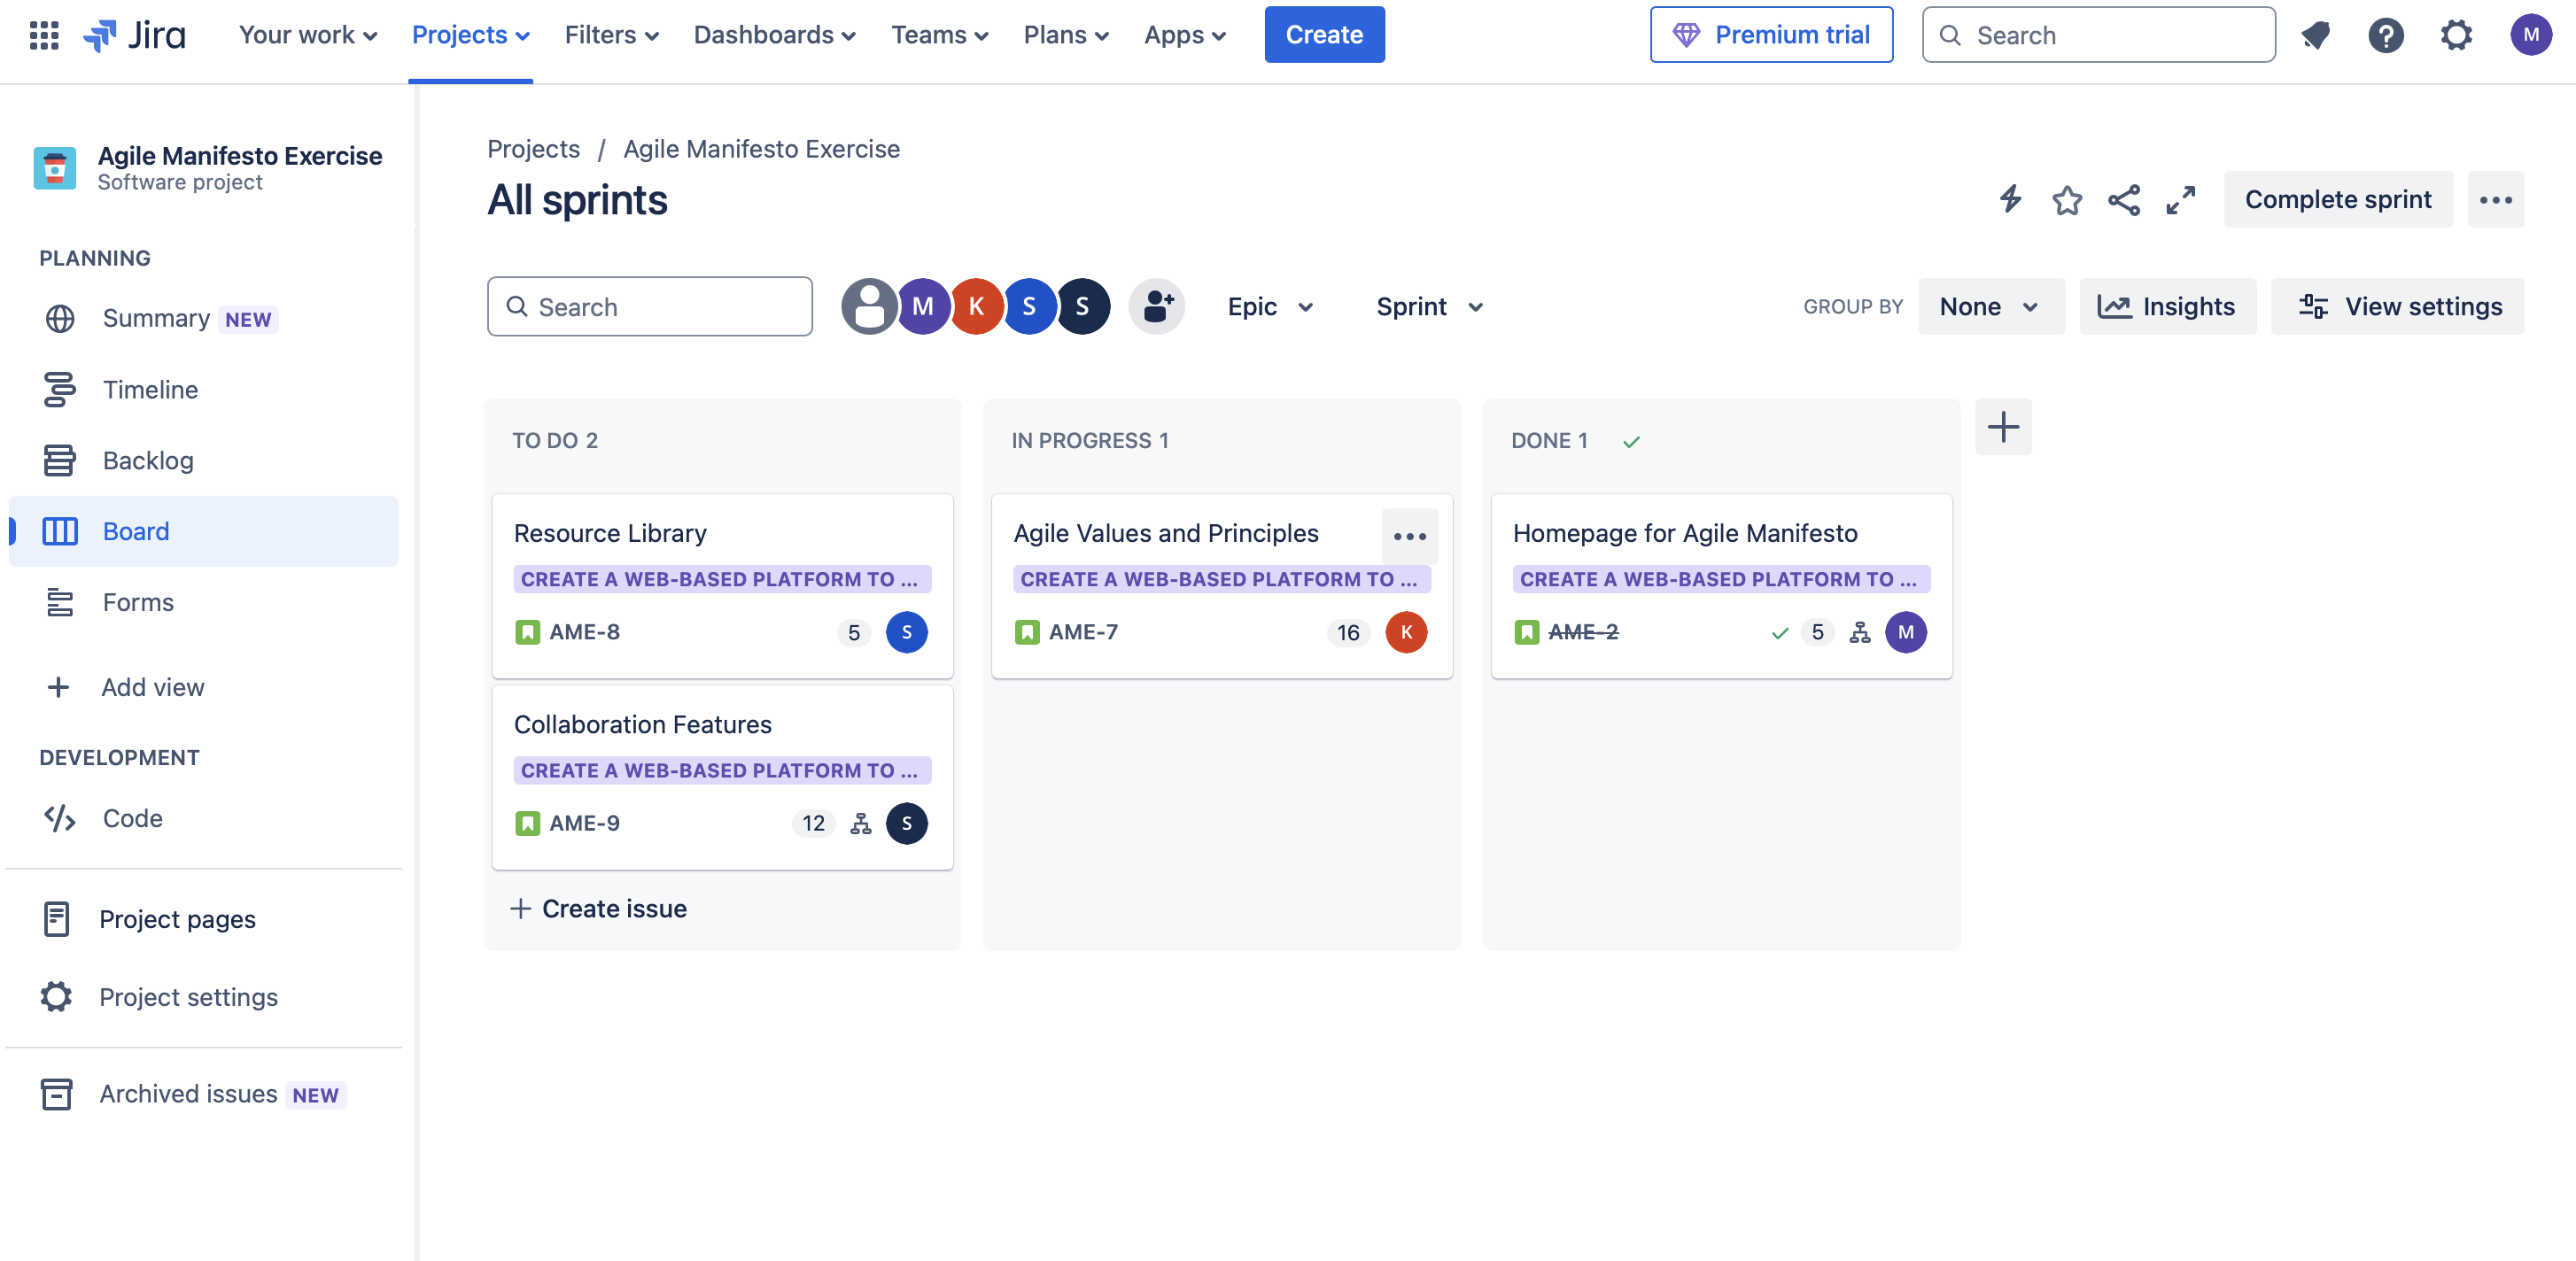 Jira Your work Projects Filters Dashboards Teams Plans Apps Create Premium trial Search M
Agile Manifesto Exercise
Software project
PLANNING
Summary NEW
Timeline
Backlog
Board
Forms
Add view
DEVELOPMENT
Code
Project pages
Project settings
Archived issues NEW
Projects / Agile Manifesto Exercise
All sprints
Complete sprint
Search M K S S Epic Sprint GROUP BY None Insights View settings
TO DO 2
Resource Library
CREATE A WEB-BASED PLATFORM TO ...
AME-8 5 S
Collaboration Features
CREATE A WEB-BASED PLATFORM TO ...
AME-9 12 S
Create issue
IN PROGRESS 1
Agile Values and Principles
CREATE A WEB-BASED PLATFORM TO ...
AME-7 16 K
DONE 1
Homepage for Agile Manifesto
CREATE A WEB-BASED PLATFORM TO ...
AME-2 5 M